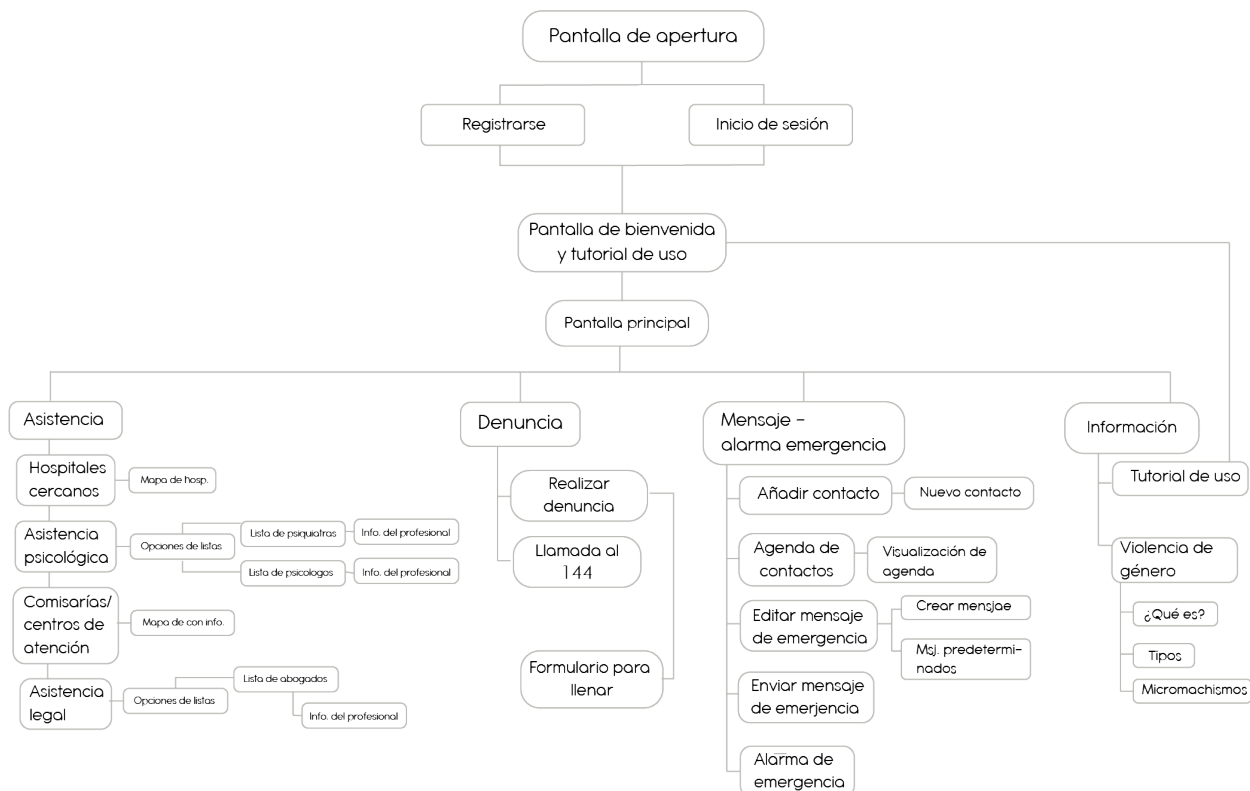 Pantalla de apertura
Registrarse
Inicio de sesión
Pantalla de bienvenida
y tutorial de uso
Pantalla principal
Asistencia
Hospitales
cercanos
Mapa de hosp.
Asistencia
psicológica
Opciones de listas
Lista de psiquiatras
Info. del profesional
Lista de psicologos
Info. del profesional
Comisarías/
centros de
atención
Mapa de con info.
Asistencia
legal
Opciones de listas
Lista de abogados
Info. del profesional
Denuncia
Realizar
denuncia
Llamada al
144
Formulario para
llenar
Mensaje -
alarma emergencia
Añadir contacto
Nuevo contacto
Agenda de
contactos
Visualización de
agenda
Editar mensaje
de emergencia
Crear mensjae
Msj. predetermi-
nados
Enviar mensaje
de emerjencia
Alarma de
emergencia
Información
Tutorial de uso
Violencia de
género
¿Qué es?
Tipos
Micromachismos